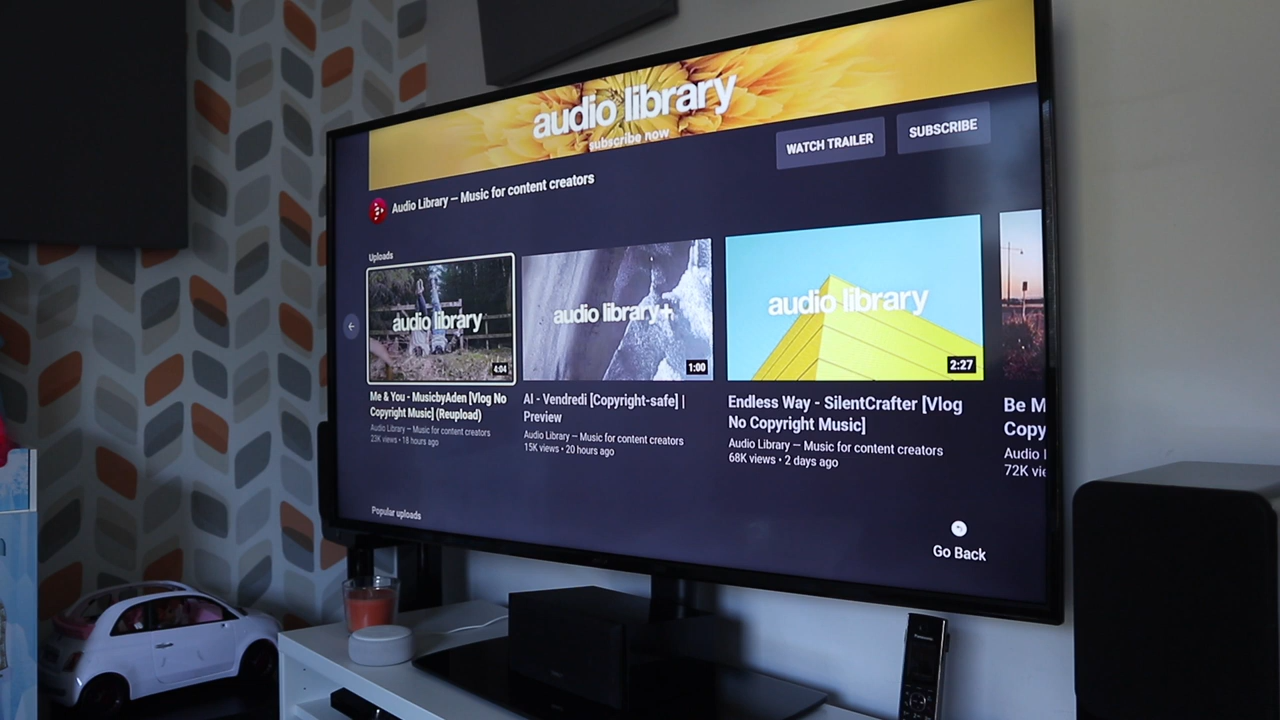 audio library
subscribe now
WATCH TRAILER
SUBSCRIBE
Audio Library — Music for content creators
Uploads
audio library
4:04
Me & You - MusicbyAden [Vlog No
Copyright Music] (Reupload)
Audio Library — Music for content creators
23K views • 18 hours ago
audio library+
1:00
AI - Vendredi [Copyright-safe] |
Preview
Audio Library — Music for content creators
15K views • 20 hours ago
audio library
2:27
Endless Way - SilentCrafter [Vlog
No Copyright Music]
Audio Library — Music for content creators
68K views • 2 days ago
Be M
Copy
Audio l
72K vie
Popular uploads
Go Back
Panasonic